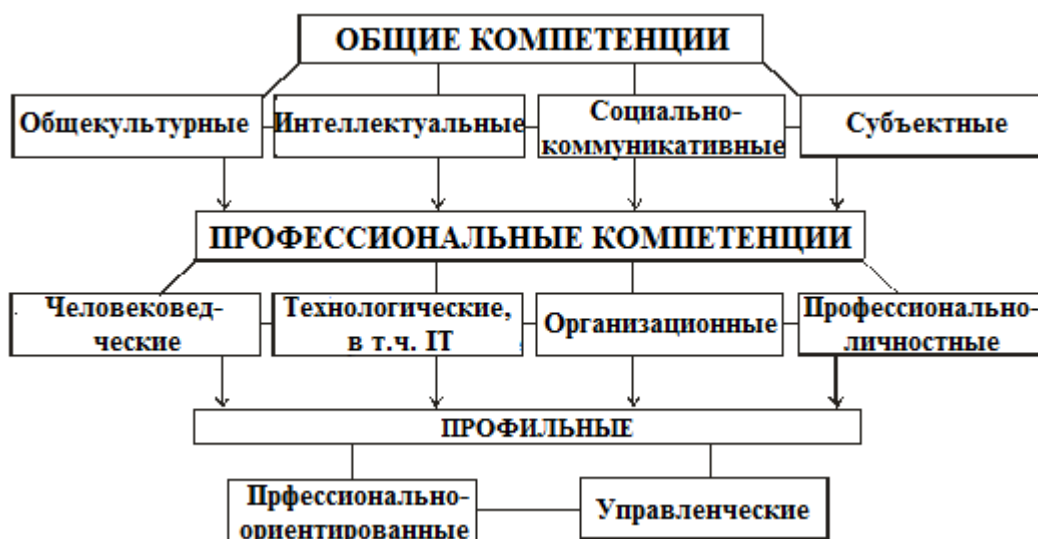 ОБЩИЕ КОМПЕТЕНЦИИ
Общекультурные
Интеллектуальные
Социально-
коммуникативные
Субъектные
ПРОФЕССИОНАЛЬНЫЕ КОМПЕТЕНЦИИ
Человековед-
ческие
Технологические,
в т.ч. IT
Организационные
Профессионально-
личностные
ПРОФИЛЬНЫЕ
Прфессионально-
ориентированные
Управленческие